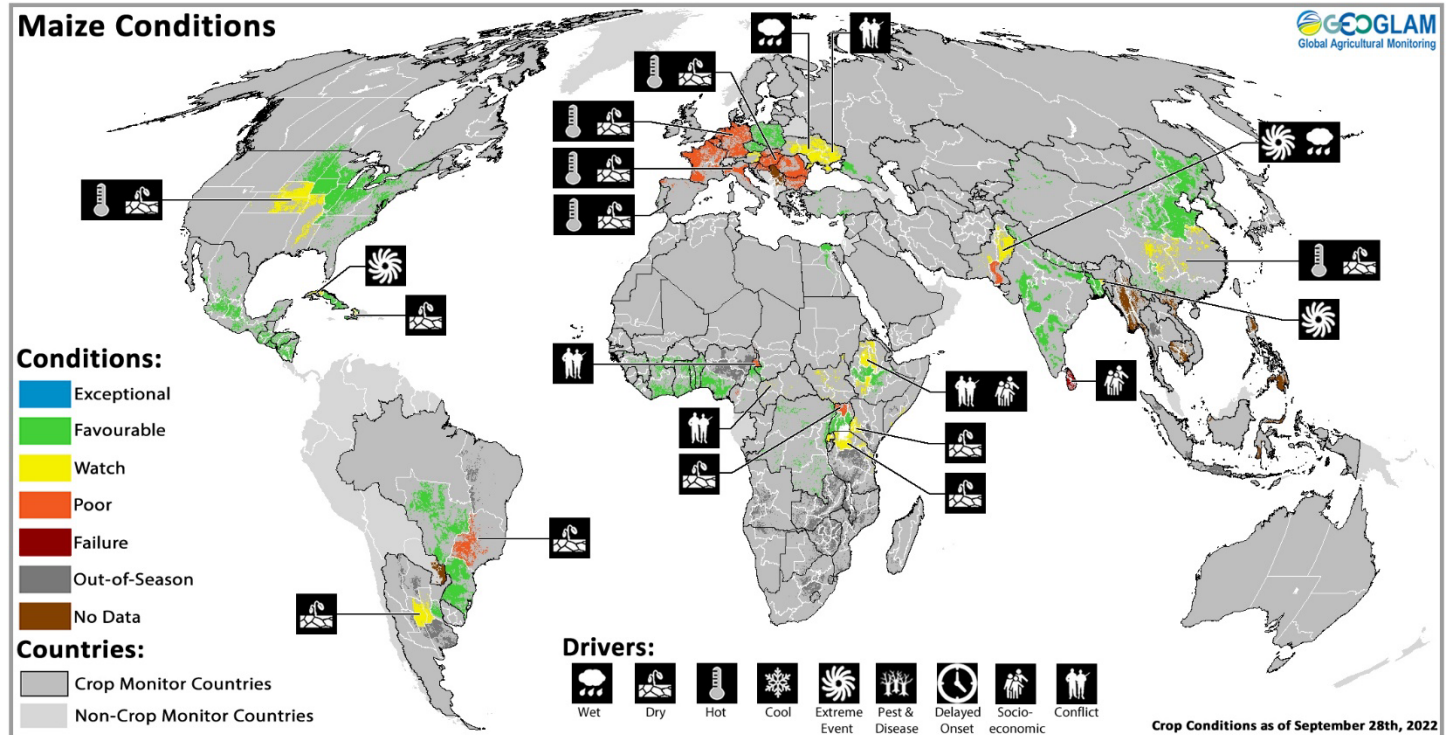 Maize Conditions
GEOGLAM
Global Agricultural Monitoring
Conditions:
Exceptional
Favourable
Watch
Poor
Failure
Out-of-Season
No Data
Countries:
Crop Monitor Countries
Non-Crop Monitor Countries
Drivers:
Wet
Dry
Hot
Cool
Extreme
Event
Pest &
Disease
Delayed
Onset
Socio-
economic
Conflict
Crop Conditions as of September 28th, 2022